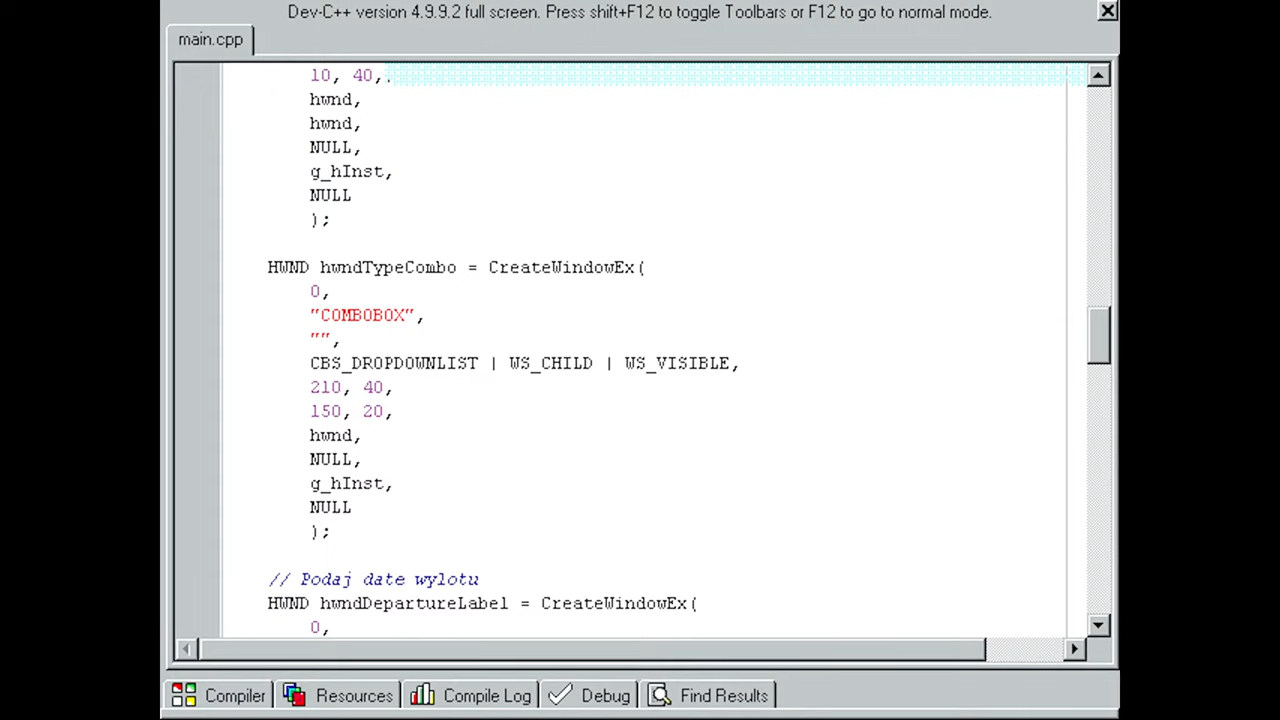 Dev-C++ version 4.9.9.2 full screen. Press shift+F12 to toggle Toolbars or F12 to go to normal mode.
main.cpp
10, 40,
hwnd,
hwnd,
NULL,
g_hInst,
NULL
);
HWND hwndTypeCombo = CreateWindowEx(
0,
"COMBOBOX",
"",
CBS_DROPDOWNLIST | WS_CHILD | WS_VISIBLE,
210, 40,
150, 20,
hwnd,
NULL,
g_hInst,
NULL
);
// Podaj date wylotu
HWND hwndDepartureLabel = CreateWindowEx(
0,
Compiler Resources Compile Log Debug Find Results